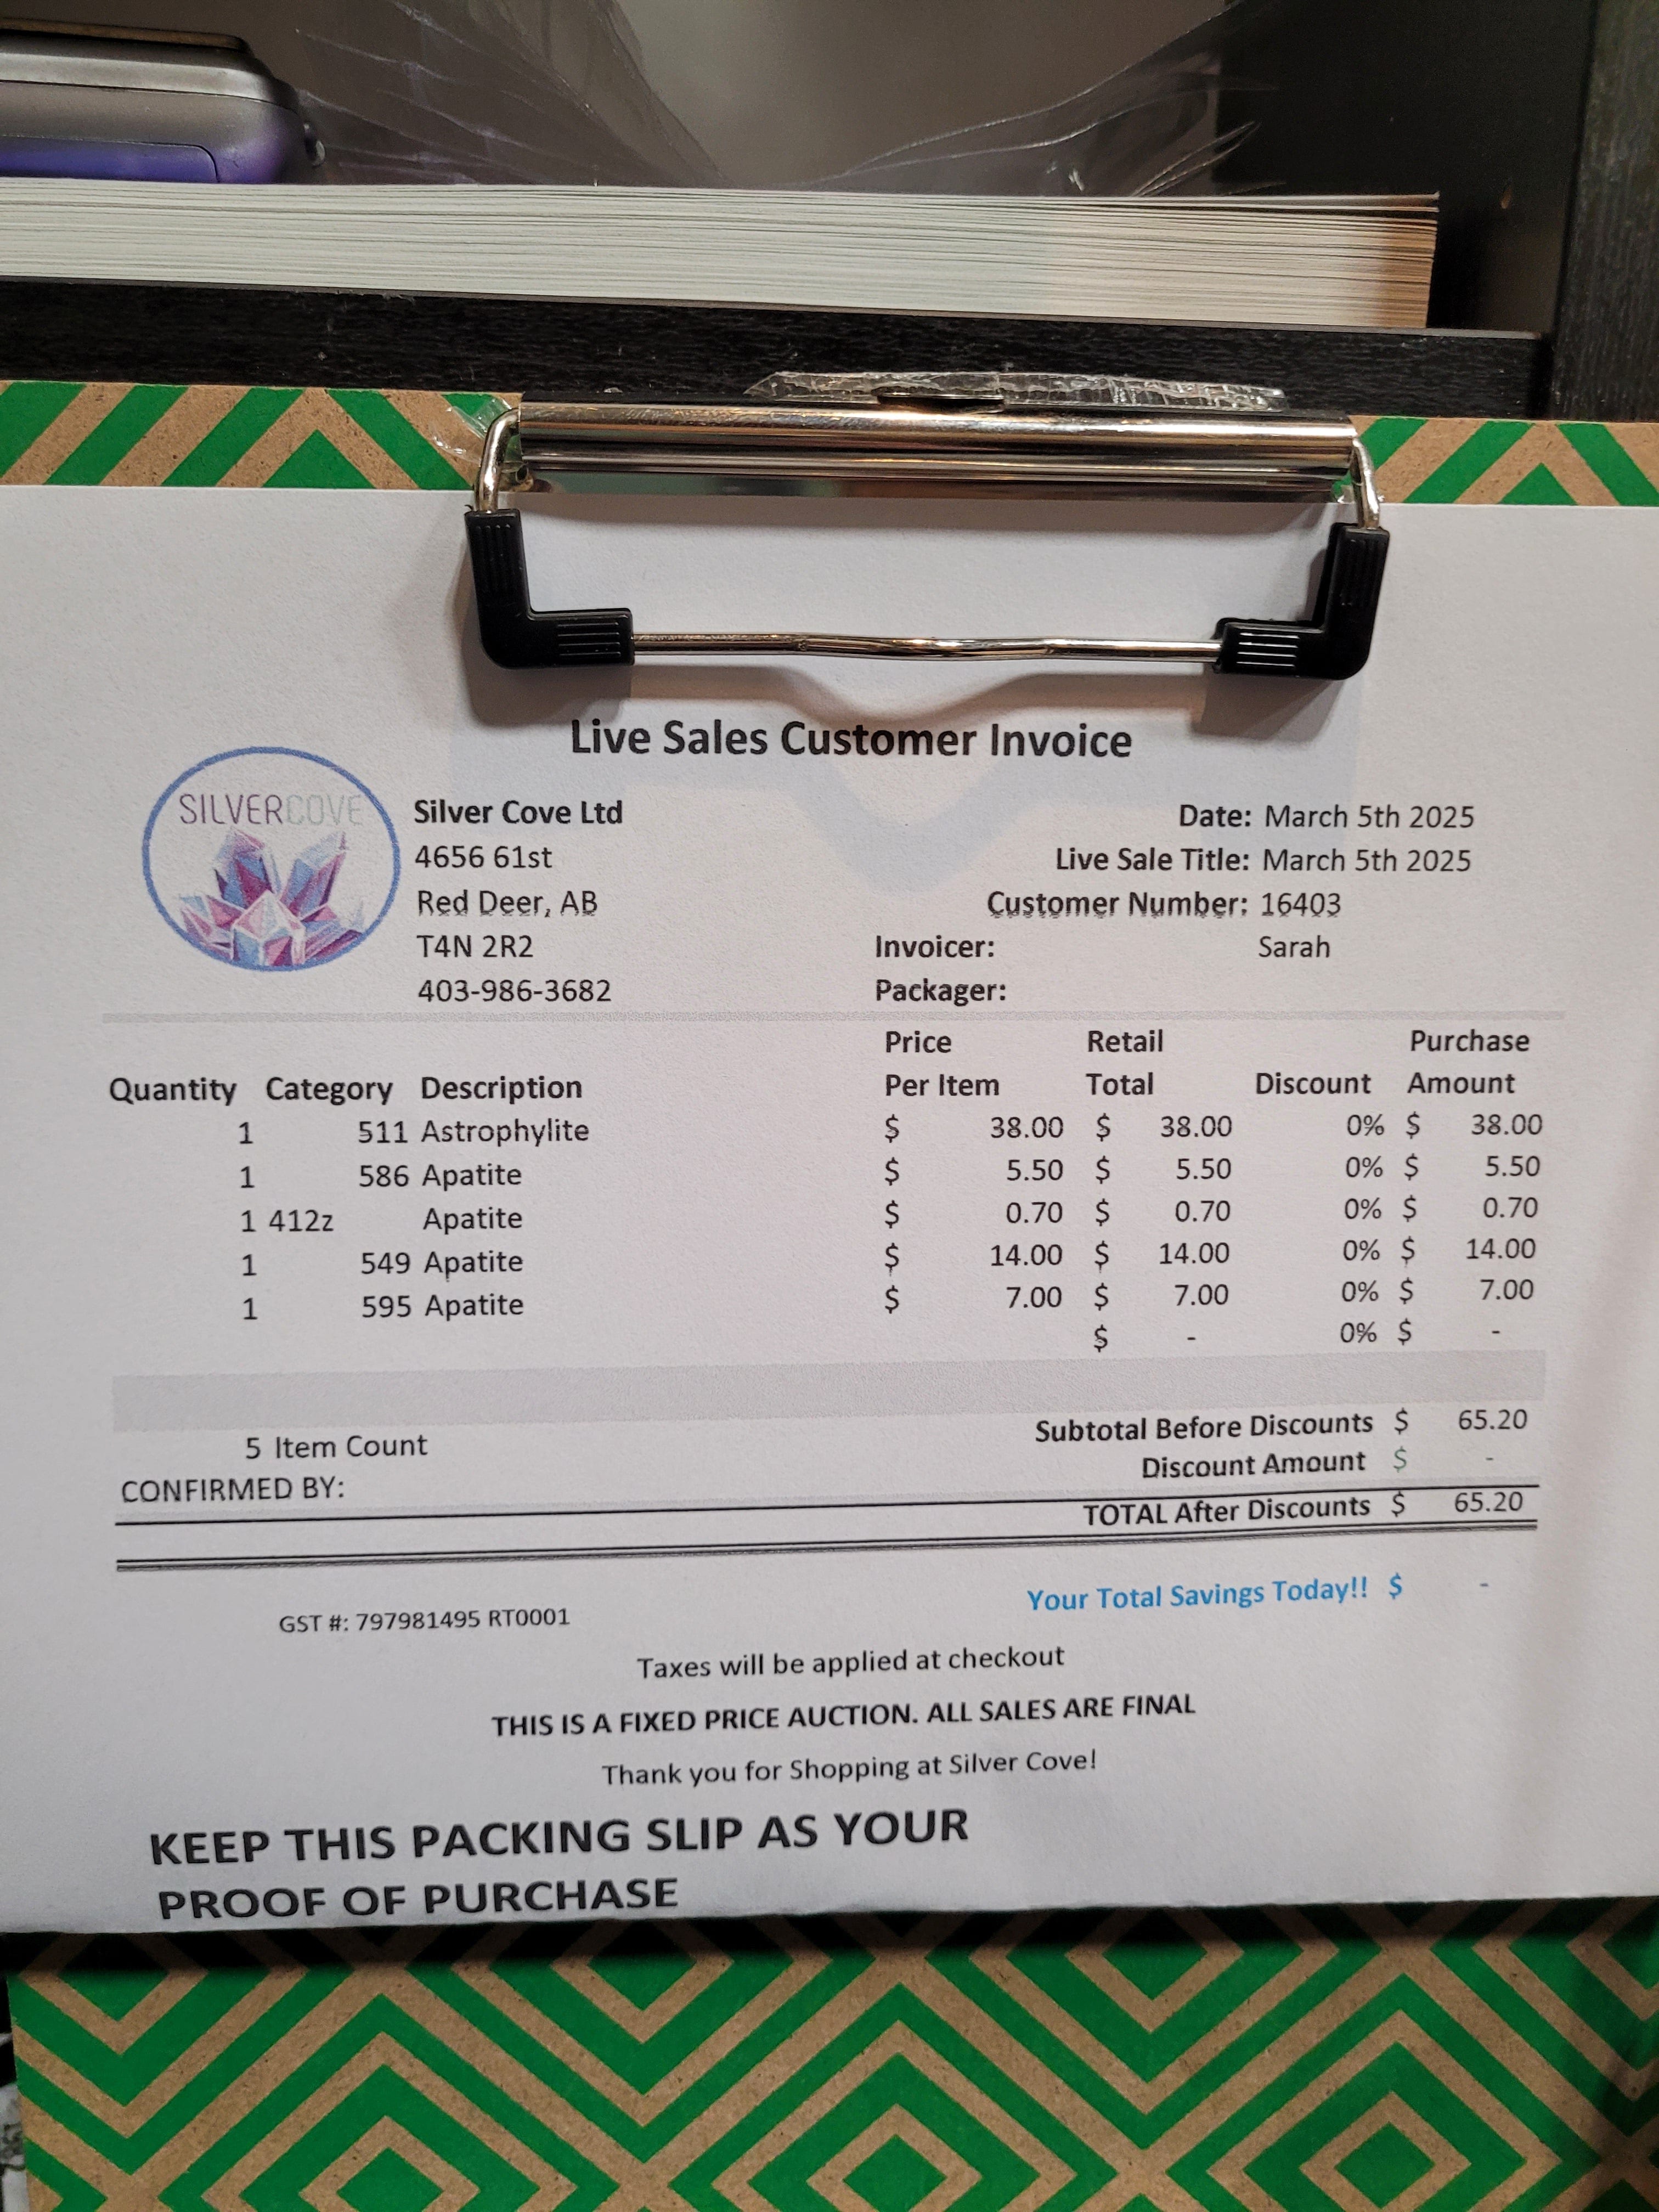 Live Sales Customer Invoice
SILVERCOVE
Silver Cove Ltd
4656 61st
Red Deer, AB
T4N 2R2
403-986-3682
Date: March 5th 2025
Live Sale Title: March 5th 2025
Customer Number: 16403
Invoicer: Sarah
Packager:
Quantity Category Description Price Per Item Retail Total Discount Purchase Amount
1 511 Astrophylite $ 38.00 $ 38.00 0% $ 38.00
1 586 Apatite $ 5.50 $ 5.50 0% $ 5.50
1 412z Apatite $ 0.70 $ 0.70 0% $ 0.70
1 549 Apatite $ 14.00 $ 14.00 0% $ 14.00
1 595 Apatite $ 7.00 $ 7.00 0% $ 7.00
$ - 0% $ -
Subtotal Before Discounts $ 65.20
5 Item Count
Discount Amount $ -
CONFIRMED BY:
TOTAL After Discounts $ 65.20
Your Total Savings Today!! $ -
GST #: 797981495 RT0001
Taxes will be applied at checkout
THIS IS A FIXED PRICE AUCTION. ALL SALES ARE FINAL
Thank you for Shopping at Silver Cove!
KEEP THIS PACKING SLIP AS YOUR
PROOF OF PURCHASE